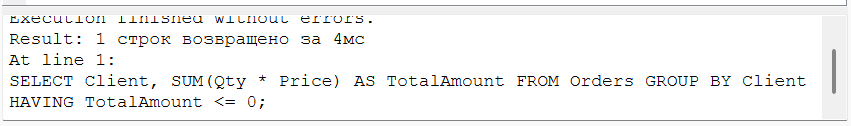 Execution finished without errors.
Result: 1 строк возвращено за 4мс
At line 1:
SELECT Client, SUM(Qty * Price) AS TotalAmount FROM Orders GROUP BY Client
HAVING TotalAmount <= 0;